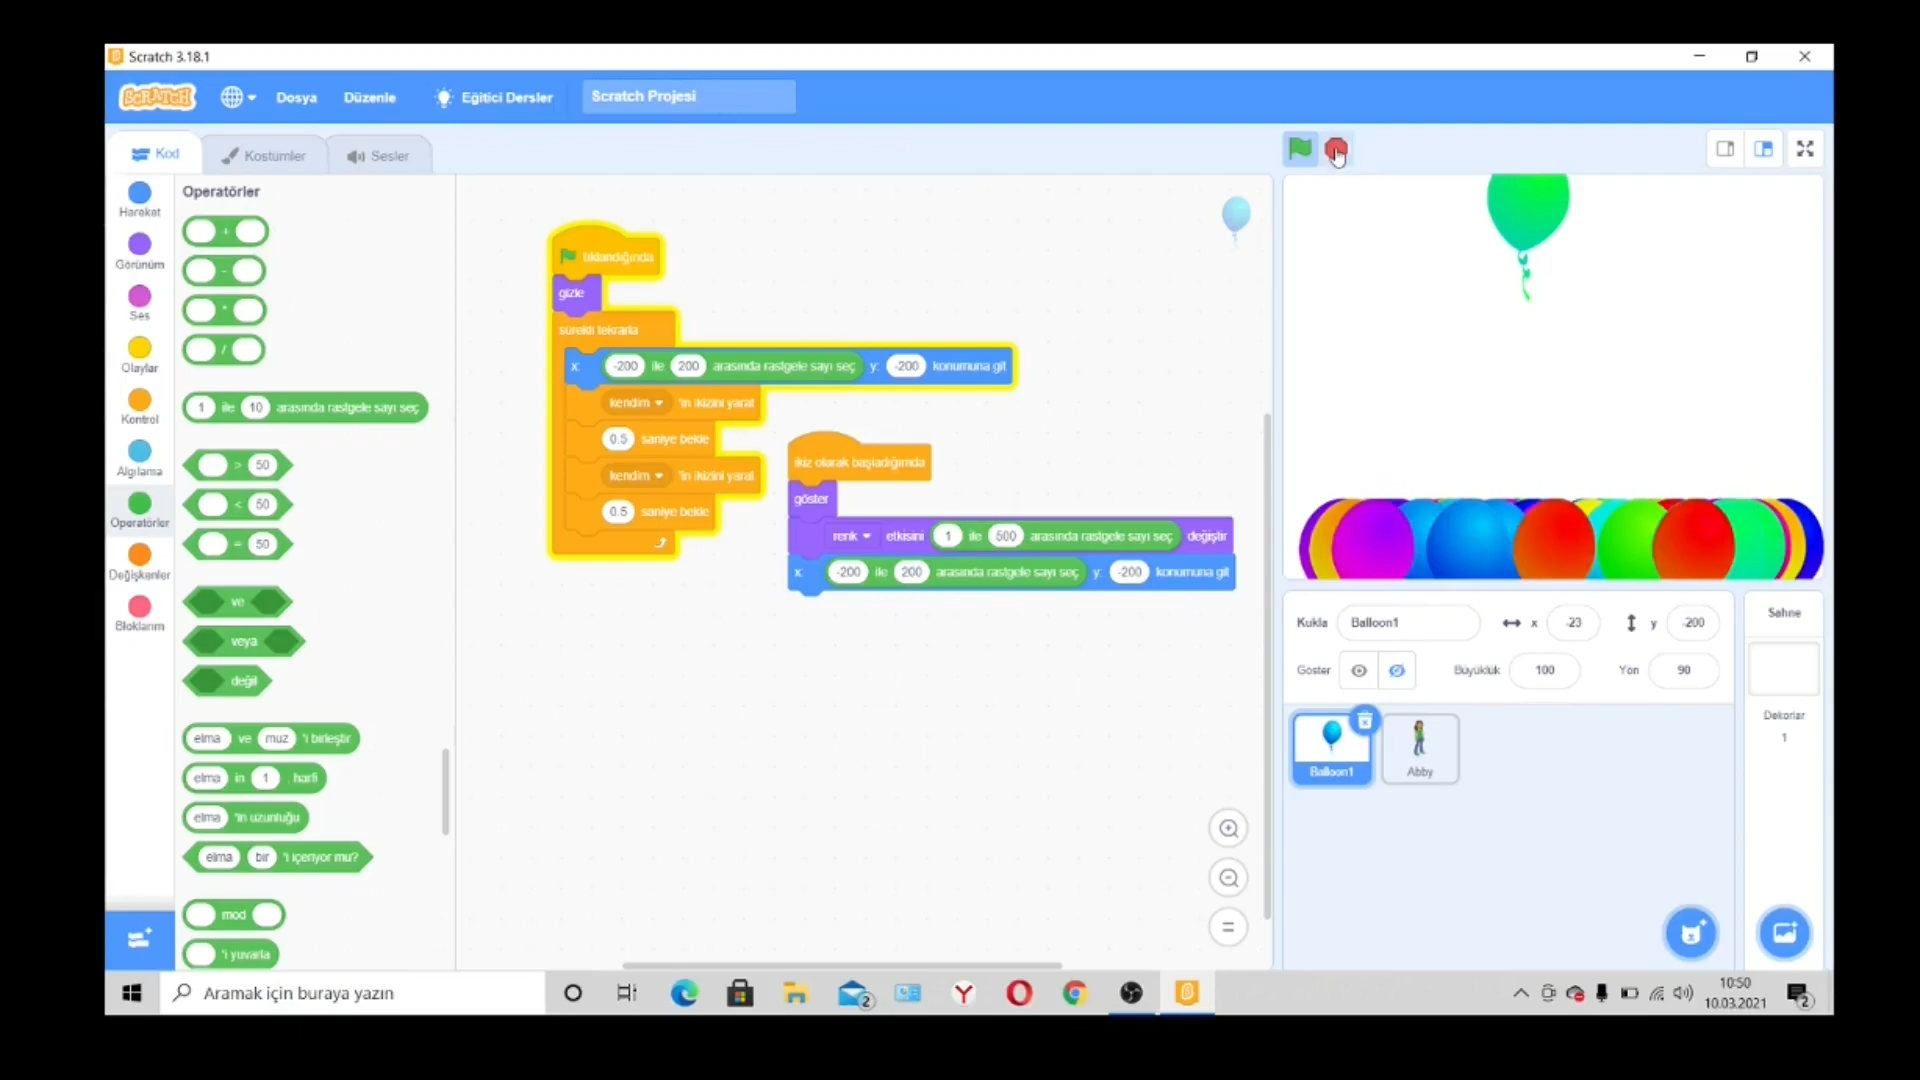 Scratch 3.18.1
SCRATCH
Dosya
Düzenle
Eğitici Dersler
Scratch Projesi
Kod
Kostümler
Sesler
Hareket
Görünüm
Ses
Olaylar
Kontrol
Algılama
Operatörler
Değişkenler
Bloklarım
Operatörler
+
-
*
/
1 ile 10 arasında rastgele sayı seç
> 50
< 50
= 50
ve
veya
değil
elma ve muz 'i birleştir
elma in 1 . harfi
elma 'in uzunluğu
elma bir 'i içeriyor mu?
mod
'i yuvarla
tıklandığında
gizle
sürekli tekrarla
x: -200 ile 200 arasında rastgele sayı seç y: -200 konumuna git
kendim 'in ikizini yarat
0.5 saniye bekle
kendim 'in ikizini yarat
0.5 saniye bekle
ikiz olarak başladığımda
göster
renk etkisini 1 ile 500 arasında rastgele sayı seç değiştir
x: -200 ile 200 arasında rastgele sayı seç y: -200 konumuna git
Kukla Balloon1 x -23 y -200
Göster Büyüklük 100 Yön 90
Balloon1
Abby
Sahne
Dekorlar
1
Aramak için buraya yazın
2
10:50
10.03.2021
2